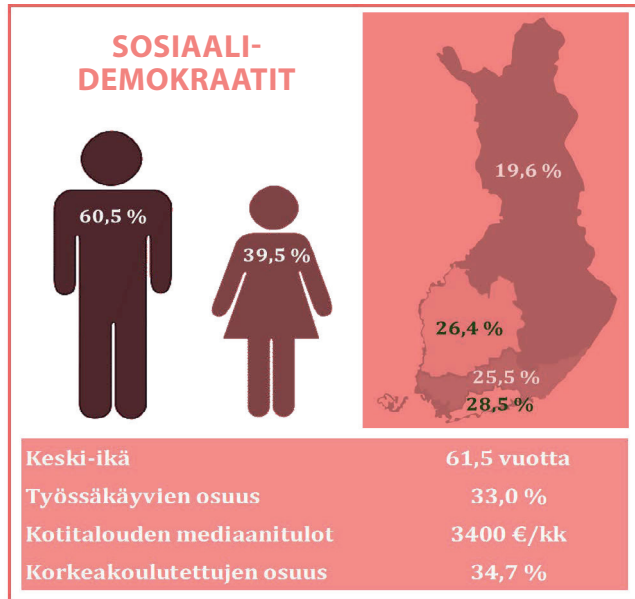 SOSIAALI-
DEMOKRAATIT
60,5 %
39,5 %
19,6 %
26,4 %
25,5 %
28,5 %
Keski-ikä 61,5 vuotta
Työssäkäyvien osuus 33,0 %
Kotitalouden mediaanitulot 3400 €/kk
Korkeakoulutettujen osuus 34,7 %